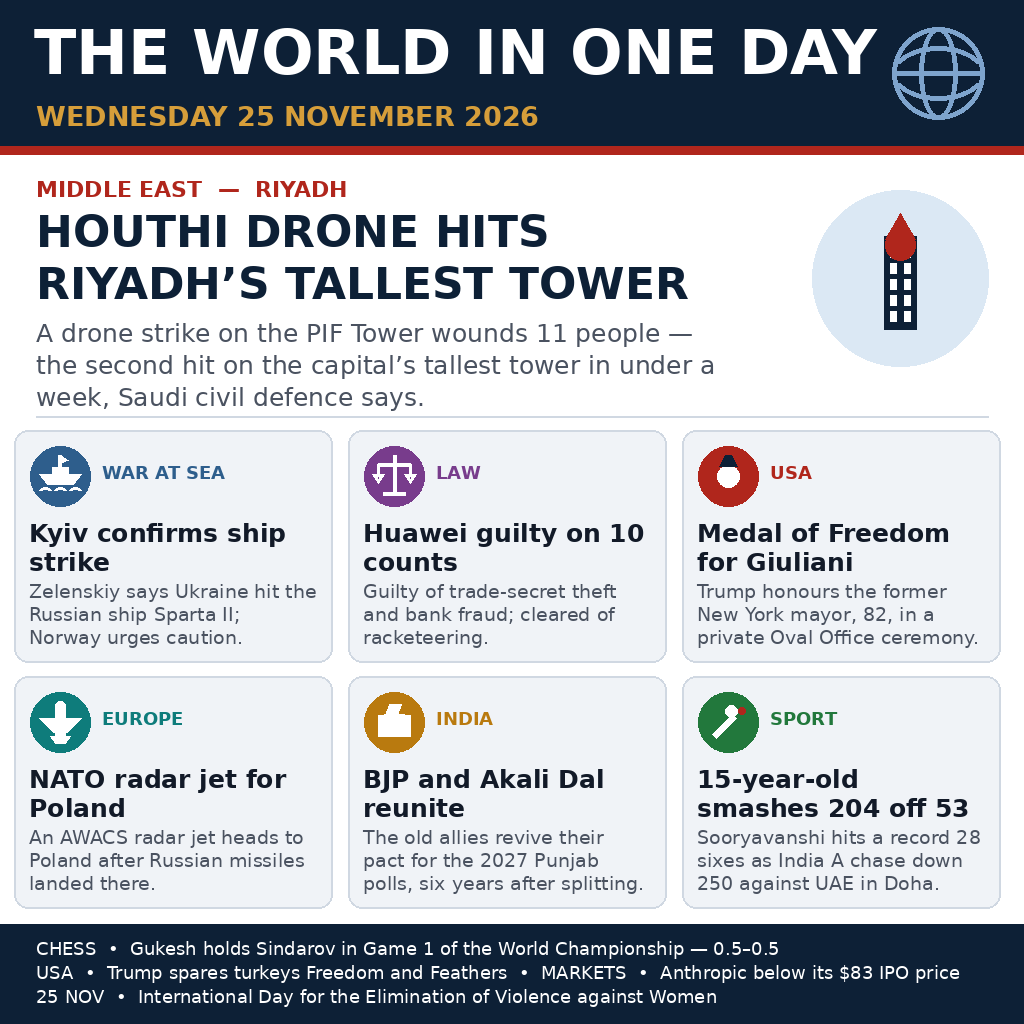 THE WORLD IN ONE DAY
WEDNESDAY 25 NOVEMBER 2026
MIDDLE EAST — RIYADH
HOUTHI DRONE HITS
RIYADH’S TALLEST TOWER
A drone strike on the PIF Tower wounds 11 people —
the second hit on the capital’s tallest tower in under a
week, Saudi civil defence says.
WAR AT SEA
Kyiv confirms ship
strike
Zelenskiy says Ukraine hit the
Russian ship Sparta II;
Norway urges caution.
LAW
Huawei guilty on 10
counts
Guilty of trade-secret theft
and bank fraud; cleared of
racketeering.
USA
Medal of Freedom
for Giuliani
Trump honours the former
New York mayor, 82, in a
private Oval Office ceremony.
EUROPE
NATO radar jet for
Poland
An AWACS radar jet heads to
Poland after Russian missiles
landed there.
INDIA
BJP and Akali Dal
reunite
The old allies revive their
pact for the 2027 Punjab
polls, six years after splitting.
SPORT
15-year-old
smashes 204 off 53
Sooryavanshi hits a record 28
sixes as India A chase down
250 against UAE in Doha.
CHESS • Gukesh holds Sindarov in Game 1 of the World Championship — 0.5–0.5
USA • Trump spares turkeys Freedom and Feathers • MARKETS • Anthropic below its $83 IPO price
25 NOV • International Day for the Elimination of Violence against Women